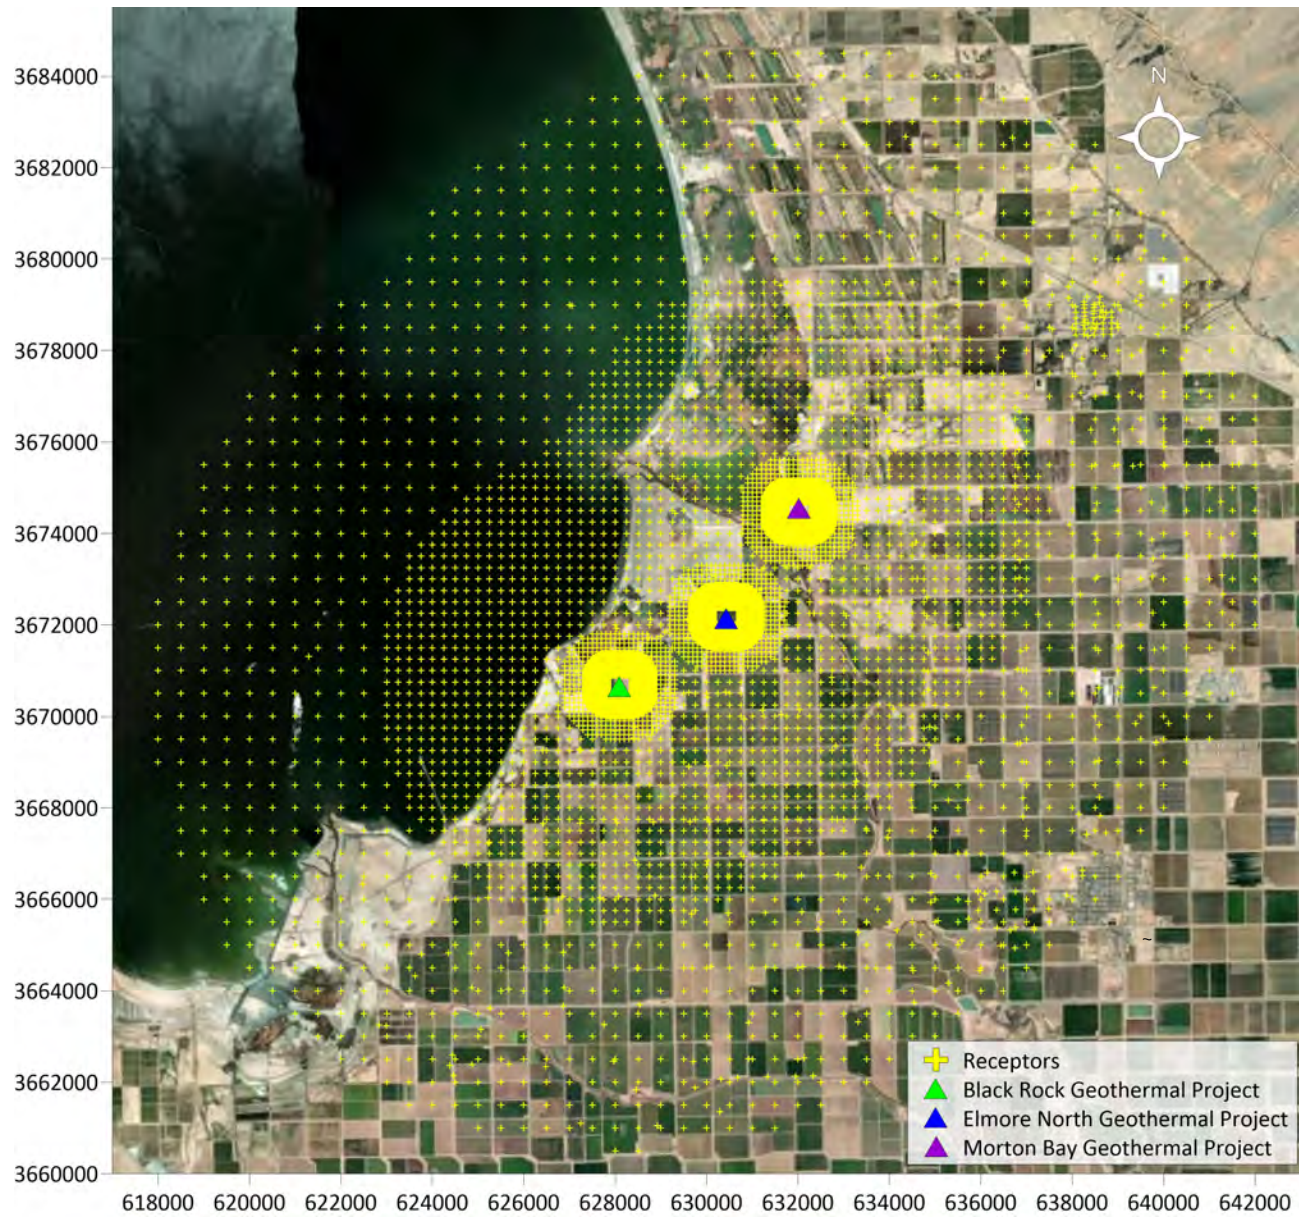 N
3684000
3682000
3680000
3678000
3676000
3674000
3672000
3670000
3668000
3666000
3664000
3662000
3660000
~
Receptors
Black Rock Geothermal Project
Elmore North Geothermal Project
Morton Bay Geothermal Project
618000 620000 622000 624000 626000 628000 630000 632000 634000 636000 638000 640000 642000